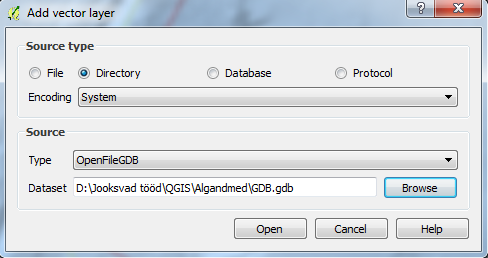 Add vector layer
Source type
File Directory Database Protocol
Encoding System
Source
Type OpenFileGDB
Dataset D:\Jooksvad tööd\QGIS\Algandmed\GDB.gdb Browse
Open Cancel Help